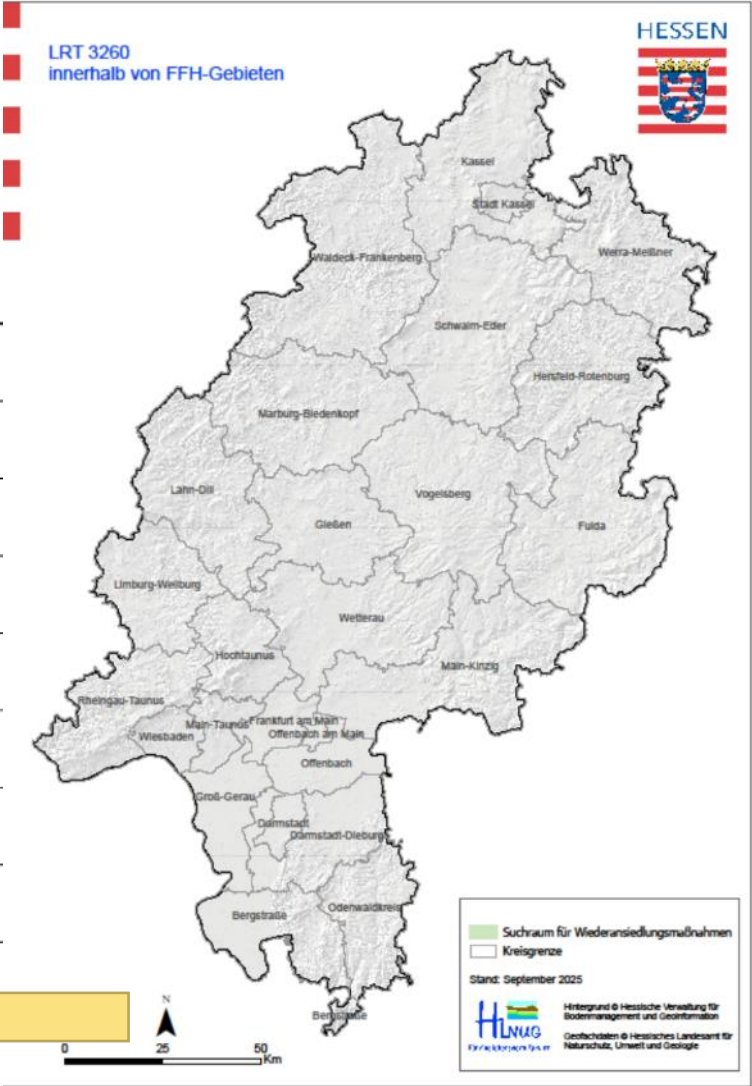 HESSEN
LRT 3260
innerhalb von FFH-Gebieten
Kassel
Stadt Kassel
Werra-Meißner
Waldeck-Frankenberg
Schwalm-Eder
Hersfeld-Rotenburg
Marburg-Biedenkopf
Lahn-Dill
Vogelsberg
Gießen
Fulda
Limburg-Weilburg
Wetterau
Hochtaunus
Main-Kinzig
Rheingau-Taunus
Main-Taunus
Frankfurt am Main
Wiesbaden
Offenbach am Main
Offenbach
Groß-Gerau
Darmstadt
Darmstadt-Dieburg
Odenwaldkreis
Bergstraße
Bergstraße
N
0 25 50
Km
Suchraum für Wiederansiedlungsmaßnahmen
Kreisgrenze
Stand: September 2025
HLNUG
Hintergrund © Hessische Verwaltung für
Bodenmanagement und Geoinformation
Geofachdaten © Hessisches Landesamt für
Naturschutz, Umwelt und Geologie